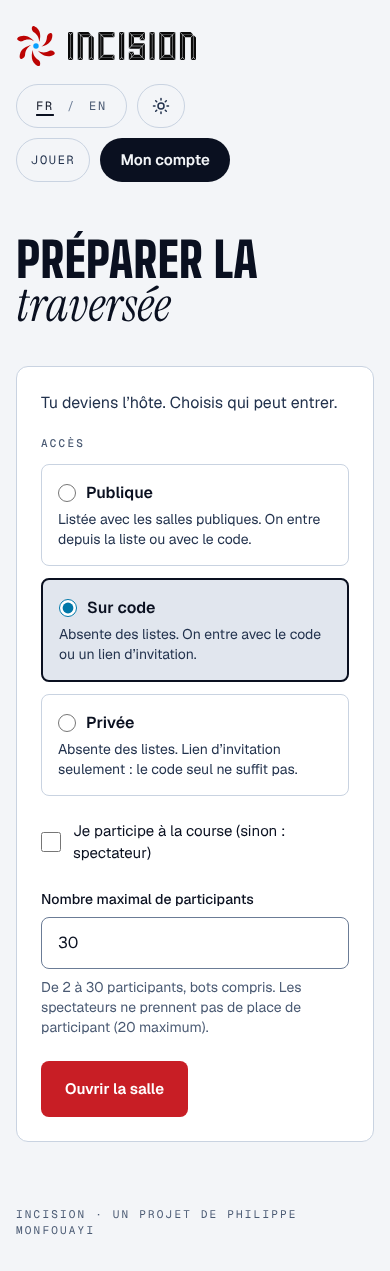 INCISION
FR / EN
JOUER
Mon compte
PRÉPARER LA
traversée
Tu deviens l’hôte. Choisis qui peut entrer.
ACCÈS
Publique
Listée avec les salles publiques. On entre
depuis la liste ou avec le code.
Sur code
Absente des listes. On entre avec le code
ou un lien d’invitation.
Privée
Absente des listes. Lien d’invitation
seulement : le code seul ne suffit pas.
Je participe à la course (sinon :
spectateur)
Nombre maximal de participants
30
De 2 à 30 participants, bots compris. Les
spectateurs ne prennent pas de place de
participant (20 maximum).
Ouvrir la salle
INCISION · UN PROJET DE PHILIPPE
MONFOUAYI